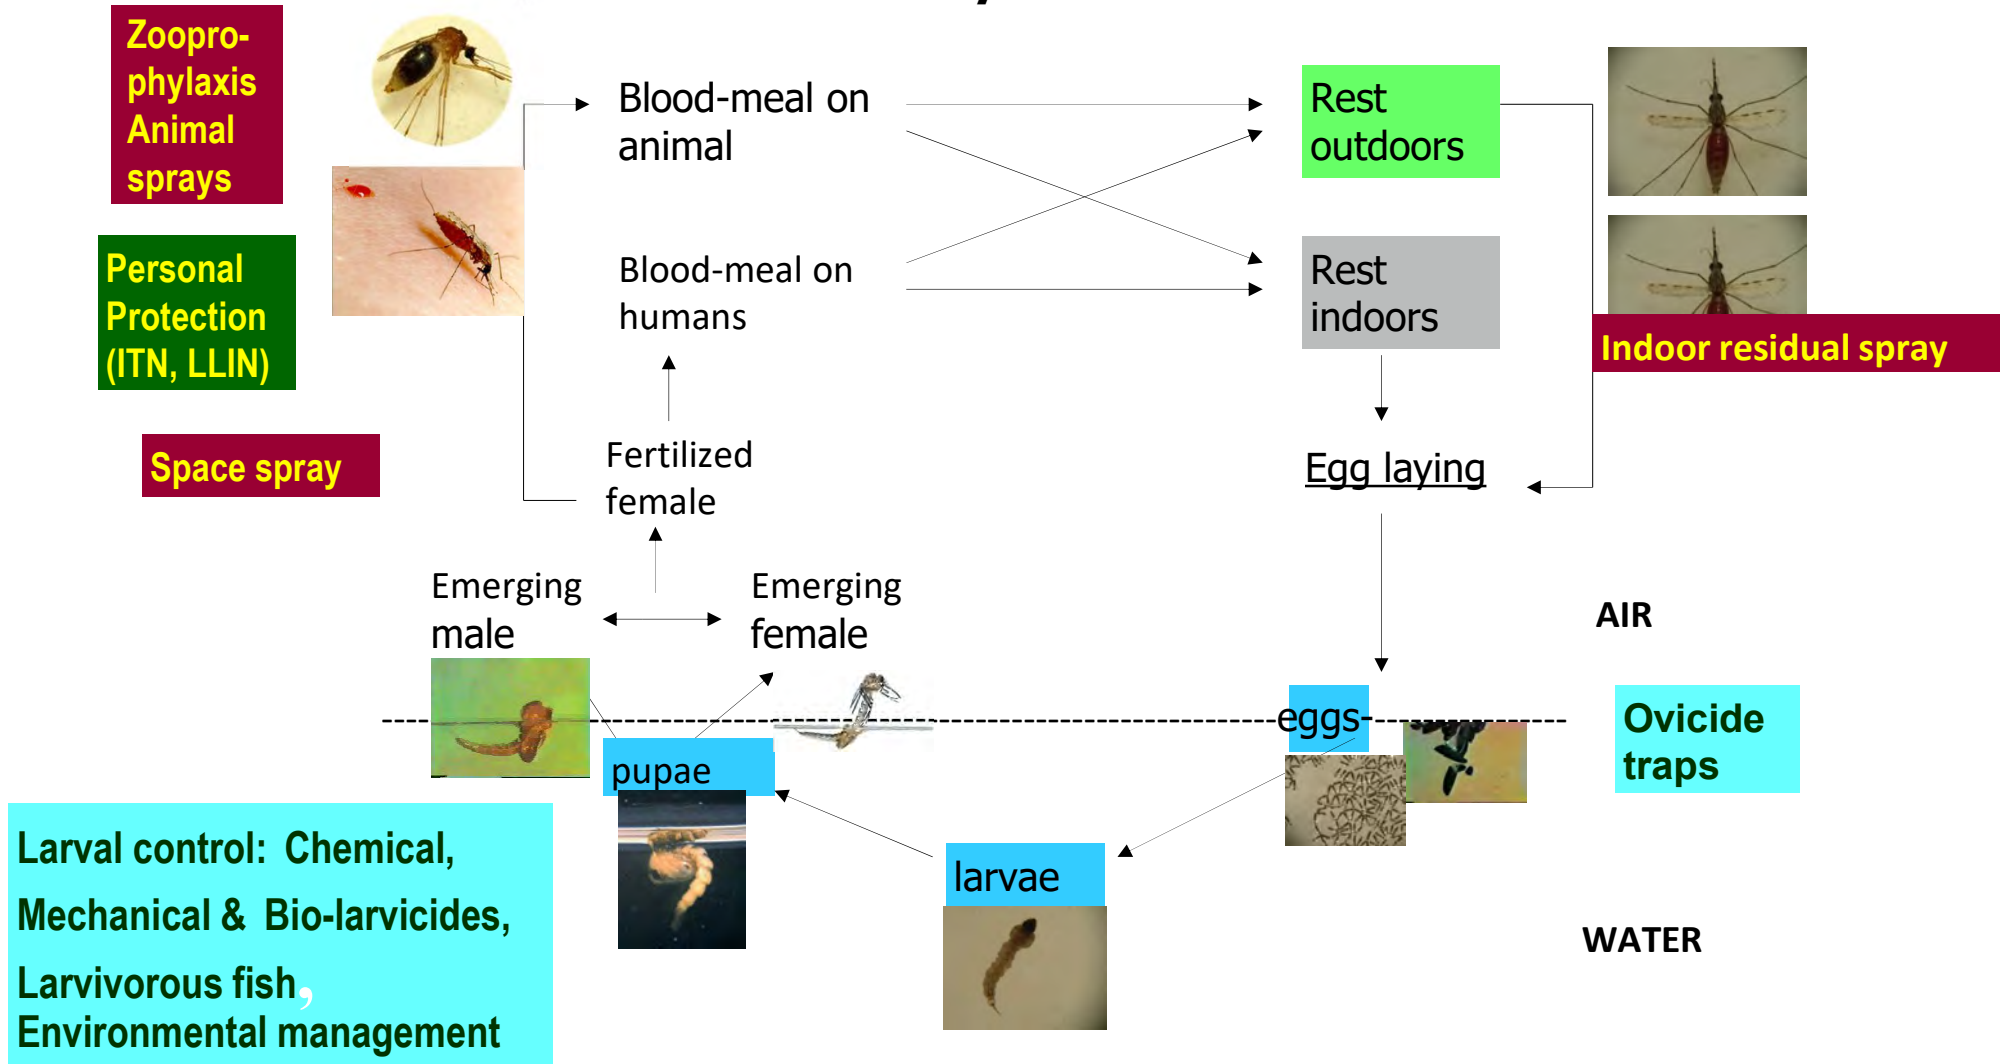 Zoopro-
phylaxis
Animal
sprays
Blood-meal on
animal
Rest
outdoors
Personal
Protection
(ITN, LLIN)
Blood-meal on
humans
Rest
indoors
Indoor residual spray
Space spray
Fertilized
female
Egg laying
Emerging
male
Emerging
female
AIR
eggs-
Ovicide
traps
pupae
larvae
Larval control: Chemical,
Mechanical & Bio-larvicides,
Larvivorous fish,
Environmental management
WATER